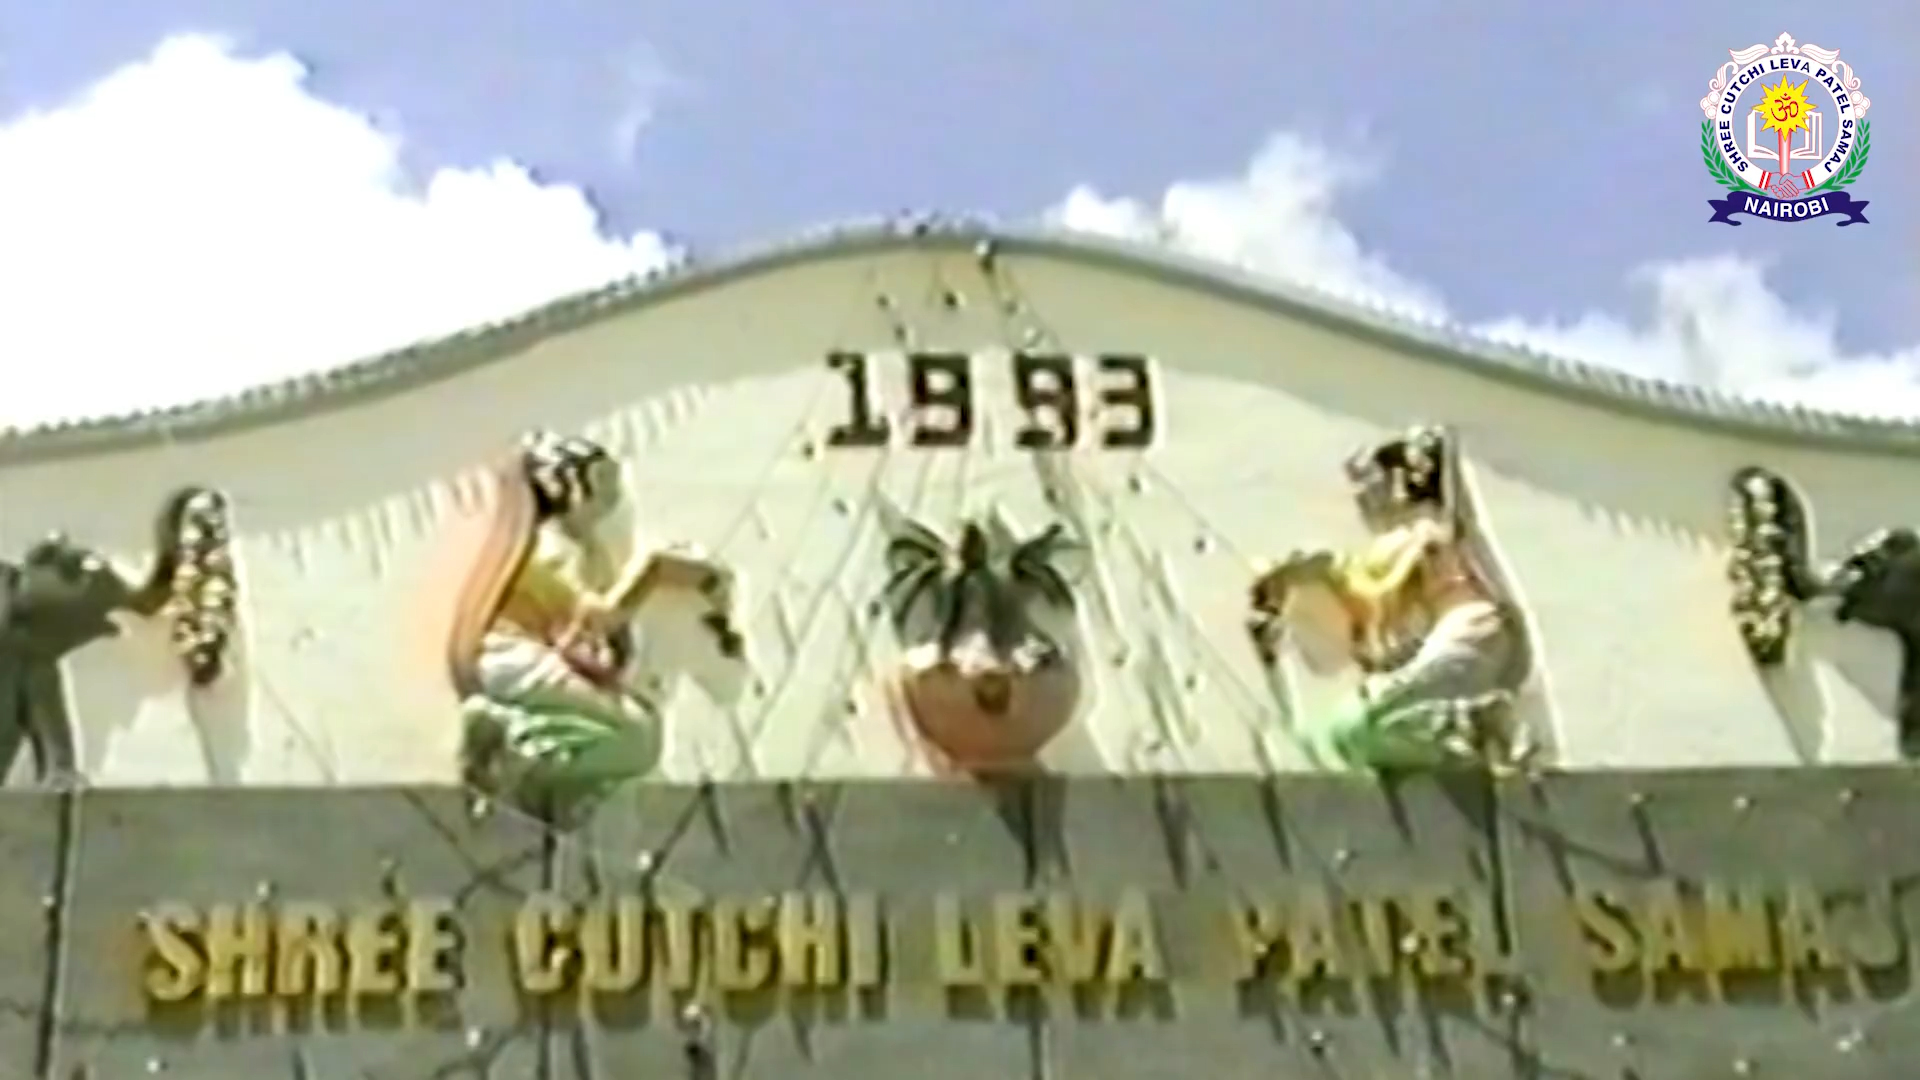 SHREE CUTCHI LEVA PATEL SAMAJ
ॐ
NAIROBI
1993
SHREE CUTCHI LEVA PATEL SAMAJ